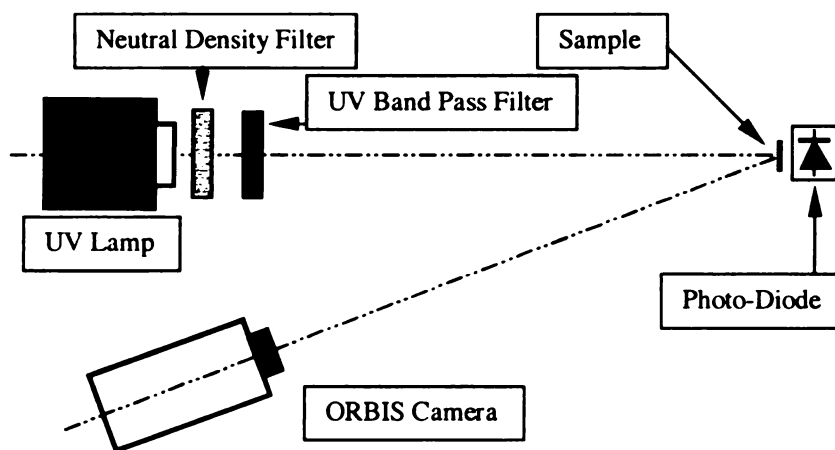 Neutral Density Filter
Sample
UV Band Pass Filter
UV Lamp
Photo-Diode
ORBIS Camera